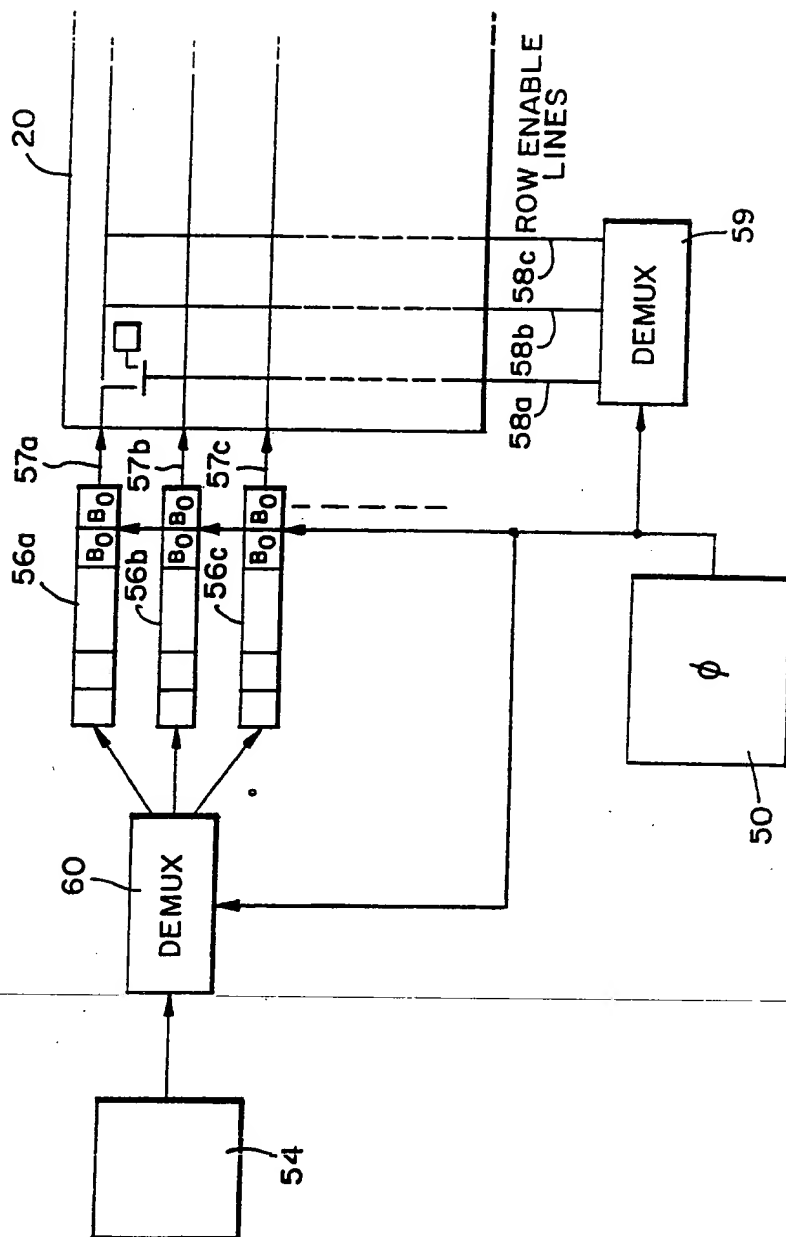 20
57a
57b
57c
56a
56b
56c
B₀ B₀
B₀ B₀
B₀ B₀
60
DEMUX
54
58a
58b
58c
ROW ENABLE
LINES
59
DEMUX
ϕ
50